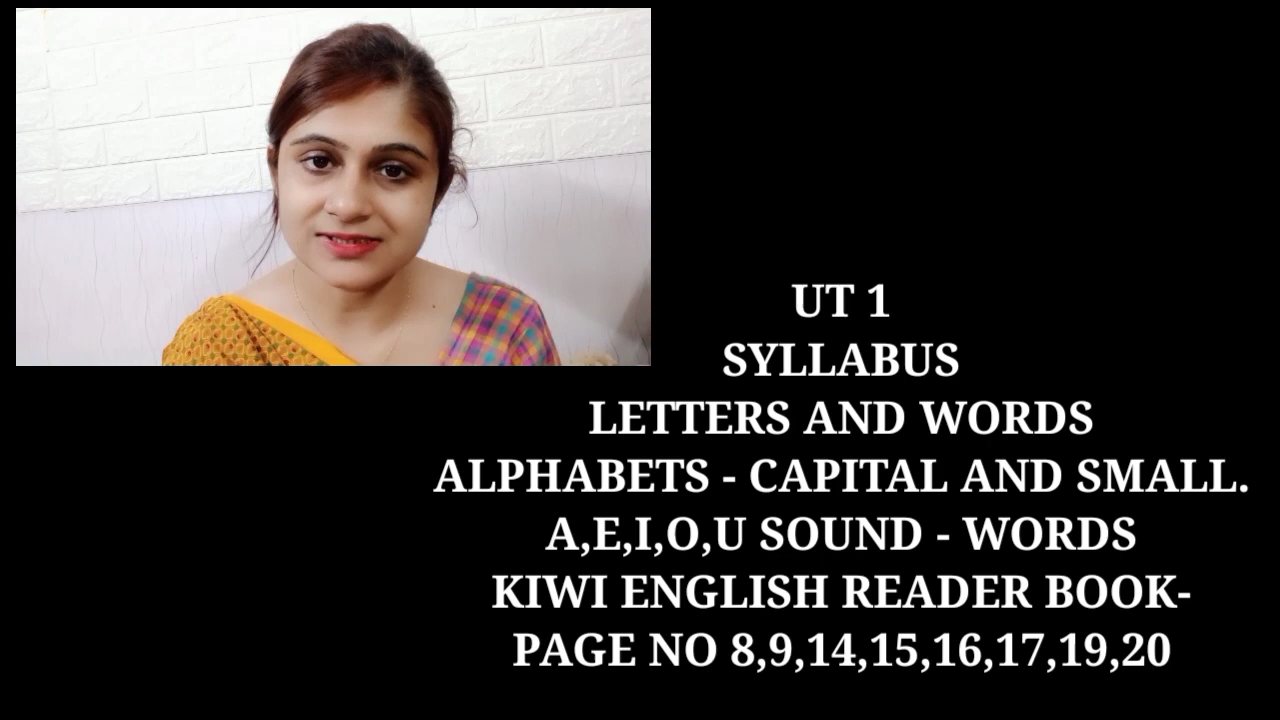 UT 1
SYLLABUS
LETTERS AND WORDS
ALPHABETS - CAPITAL AND SMALL.
A,E,I,O,U SOUND - WORDS
KIWI ENGLISH READER BOOK-
PAGE NO 8,9,14,15,16,17,19,20